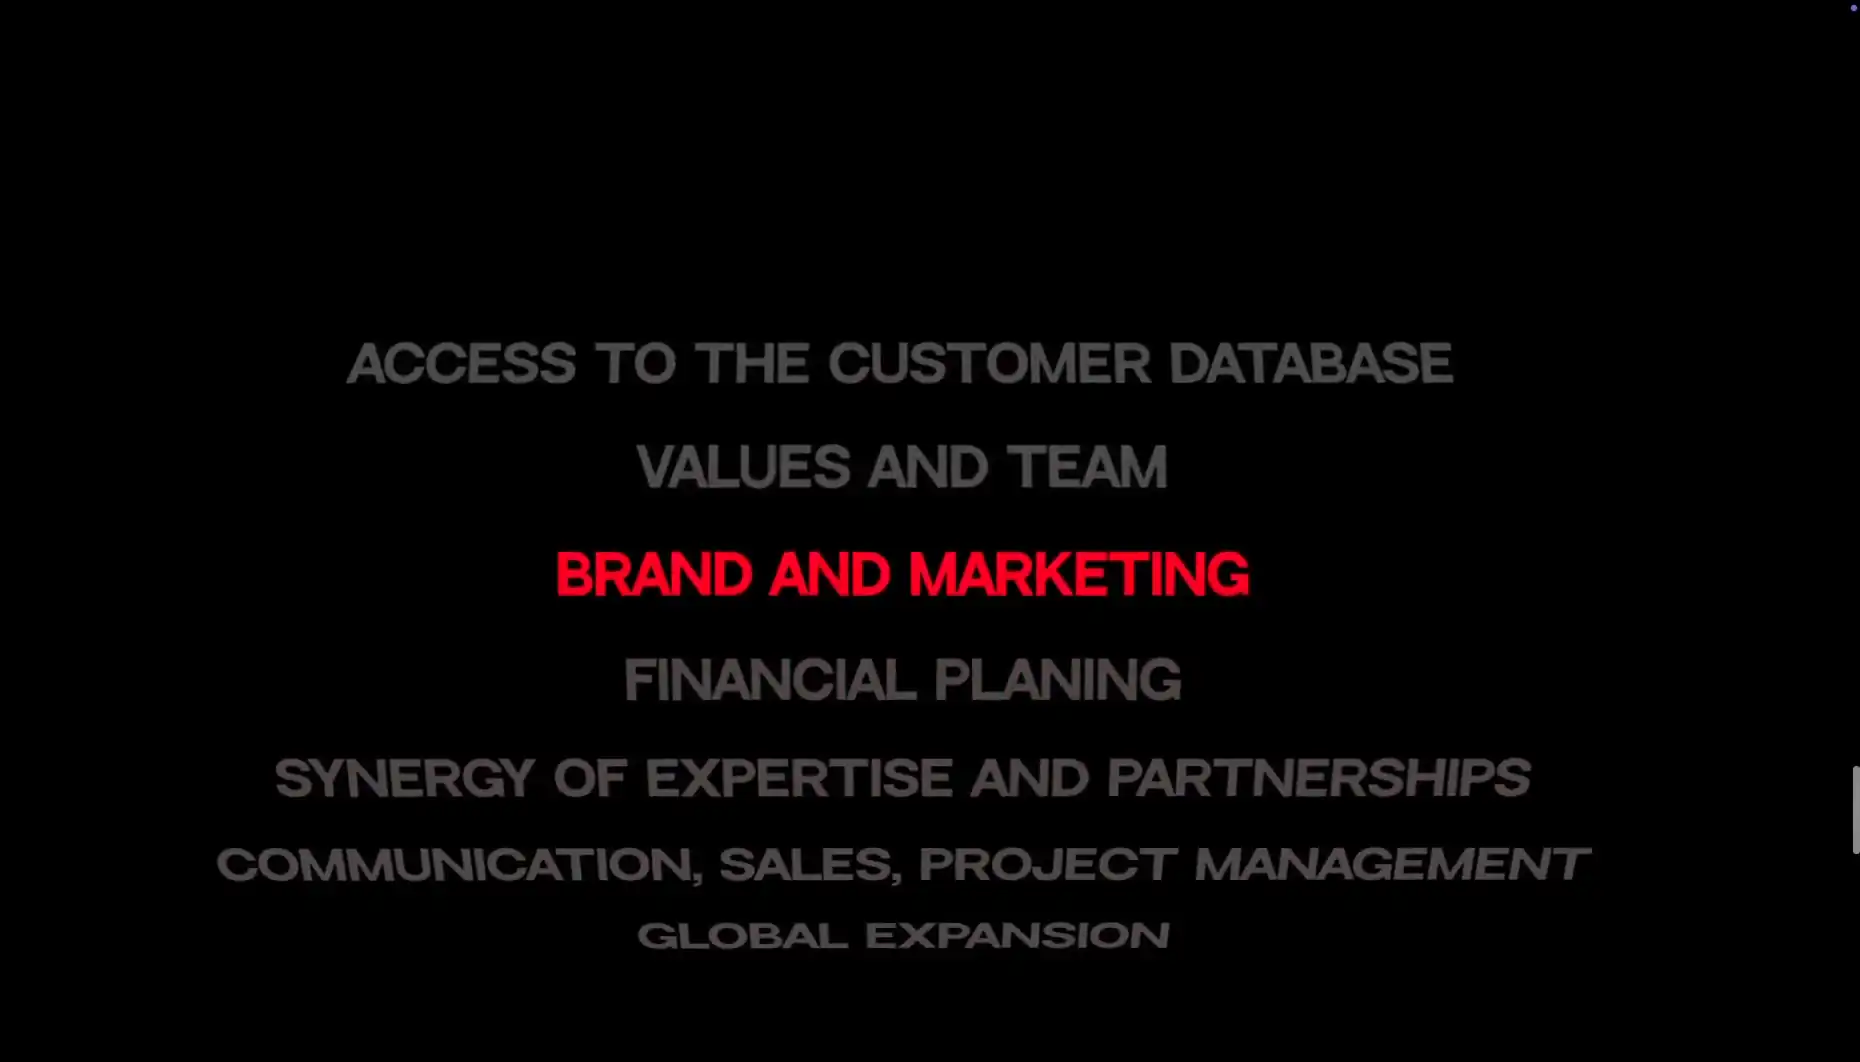 ACCESS TO THE CUSTOMER DATABASE
VALUES AND TEAM
BRAND AND MARKETING
FINANCIAL PLANING
SYNERGY OF EXPERTISE AND PARTNERSHIPS
COMMUNICATION, SALES, PROJECT MANAGEMENT
GLOBAL EXPANSION